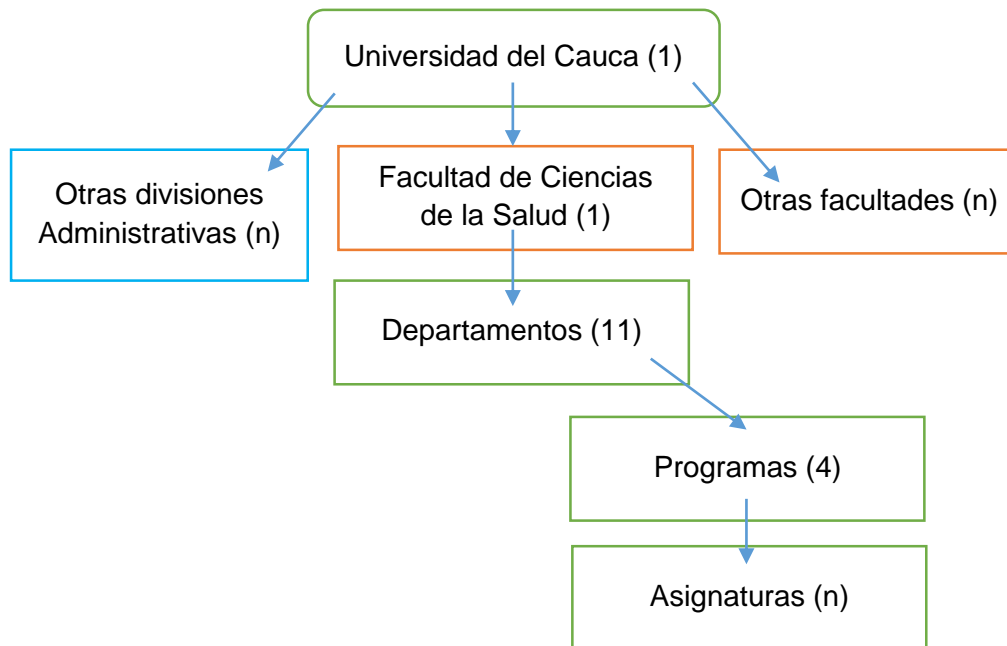 Universidad del Cauca (1)
Otras divisiones
Administrativas (n)
Facultad de Ciencias
de la Salud (1)
Otras facultades (n)
Departamentos (11)
Programas (4)
Asignaturas (n)